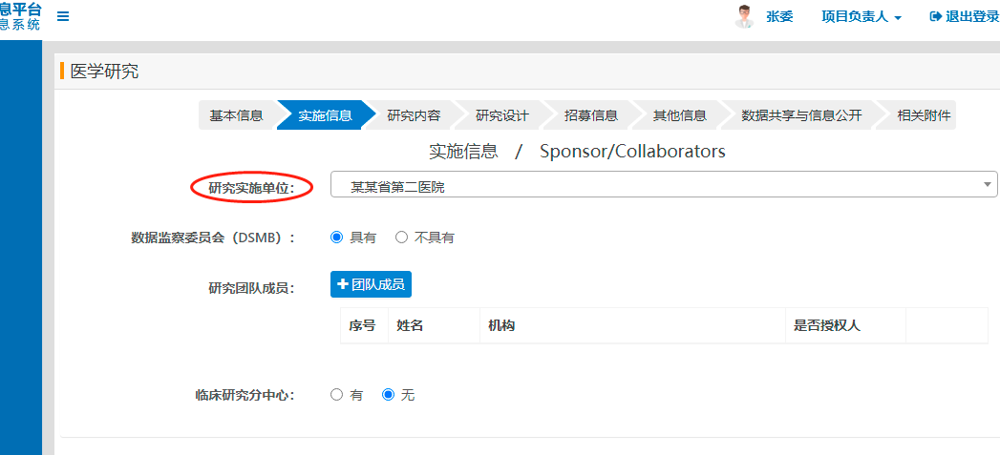 息平台
息系统
张委 项目负责人 退出登录
医学研究
基本信息 实施信息 研究内容 研究设计 招募信息 其他信息 数据共享与信息公开 相关附件
实施信息 / Sponsor/Collaborators
研究实施单位： 某某省第二医院
数据监察委员会（DSMB）： 具有 不具有
研究团队成员： 团队成员
序号 姓名 机构 是否授权人
临床研究分中心： 有 无